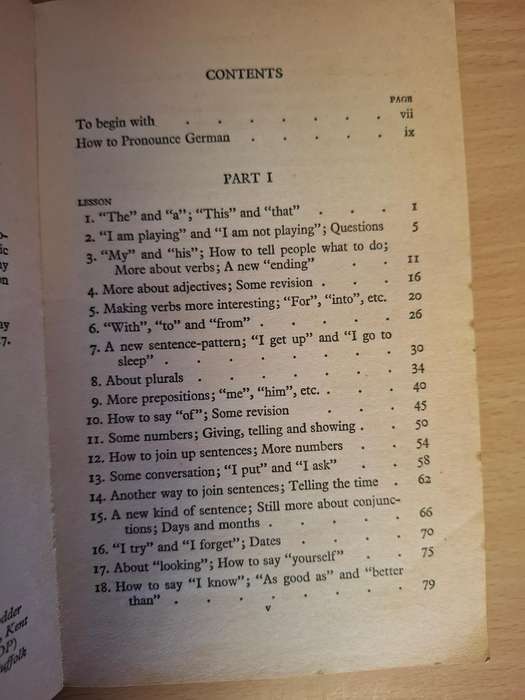 CONTENTS
PAGE
To begin with . . . . . . . vii
How to Pronounce German . . . . . ix
PART I
LESSON
1. “The” and “a”; “This” and “that” . . . 1
2. “I am playing” and “I am not playing”; Questions 5
3. “My” and “his”; How to tell people what to do;
More about verbs; A new “ending” . . 11
4. More about adjectives; Some revision . . . 16
5. Making verbs more interesting; “For”, “into”, etc. 20
6. “With”, “to” and “from” . . . . . 26
7. A new sentence-pattern; “I get up” and “I go to
sleep” . . . . . . . . 30
8. About plurals . . . . . . . 34
9. More prepositions; “me”, “him”, etc. . . . 40
10. How to say “of”; Some revision . . . 45
11. Some numbers; Giving, telling and showing . . 50
12. How to join up sentences; More numbers . . 54
13. Some conversation; “I put” and “I ask” . . 58
14. Another way to join sentences; Telling the time . 62
15. A new kind of sentence; Still more about conjunc-
tions; Days and months . . . . . 66
16. “I try” and “I forget”; Dates . . . . 70
17. About “looking”; How to say “yourself” . . 75
18. How to say “I know”; “As good as” and “better
than” . . . . . . . . 79
v
Kent